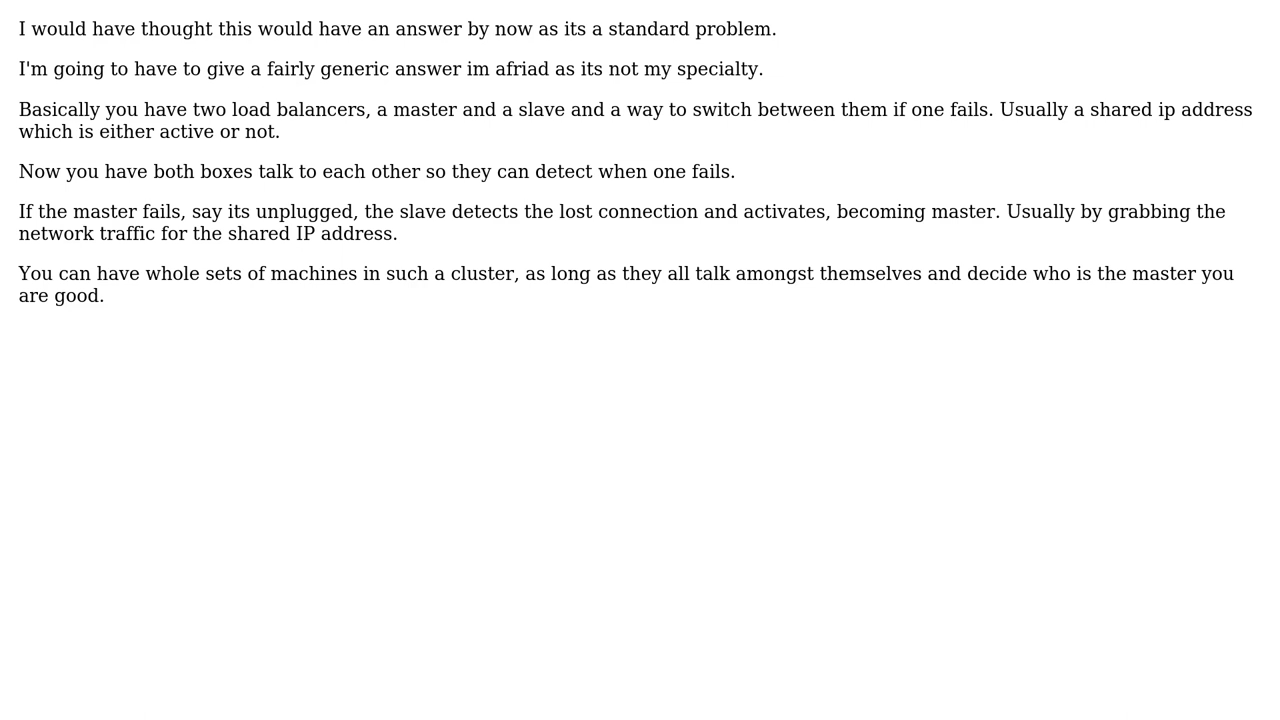 I would have thought this would have an answer by now as its a standard problem.
I'm going to have to give a fairly generic answer im afriad as its not my specialty.
Basically you have two load balancers, a master and a slave and a way to switch between them if one fails. Usually a shared ip address
which is either active or not.
Now you have both boxes talk to each other so they can detect when one fails.
If the master fails, say its unplugged, the slave detects the lost connection and activates, becoming master. Usually by grabbing the
network traffic for the shared IP address.
You can have whole sets of machines in such a cluster, as long as they all talk amongst themselves and decide who is the master you
are good.